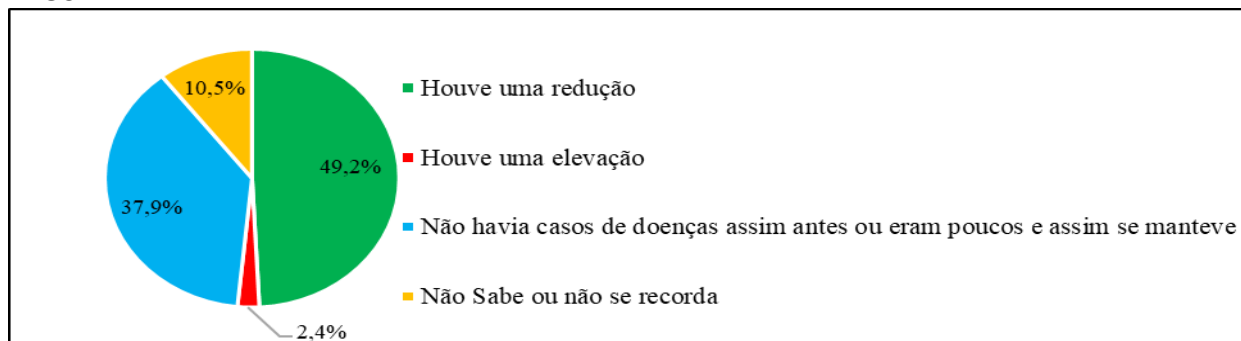 10,5%
49,2%
37,9%
2,4%
Houve uma redução
Houve uma elevação
Não havia casos de doenças assim antes ou eram poucos e assim se manteve
Não Sabe ou não se recorda